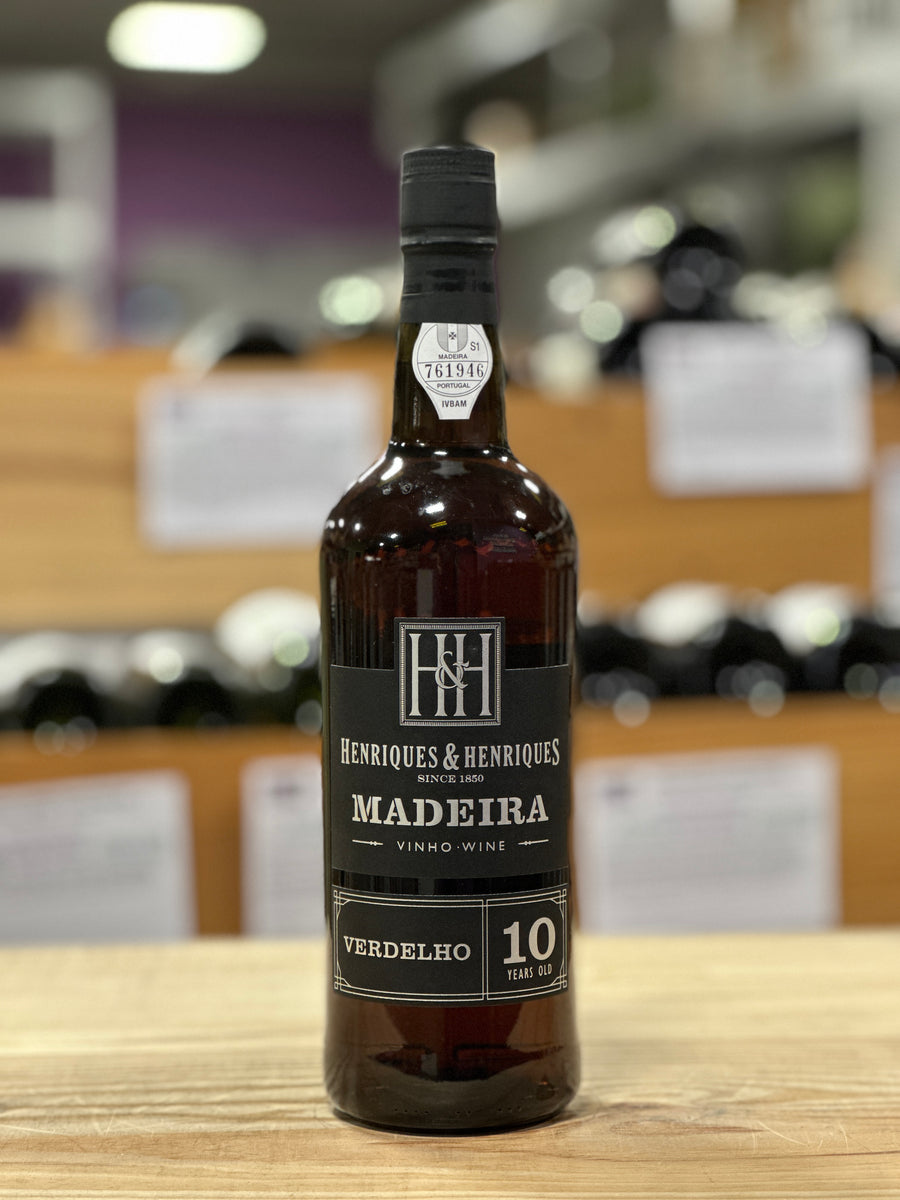 S1
MADEIRA
761946
PORTUGAL
IVBAM
H&H
HENRIQUES & HENRIQUES
SINCE 1850
MADEIRA
VINHO · WINE
VERDELHO
10
YEARS OLD